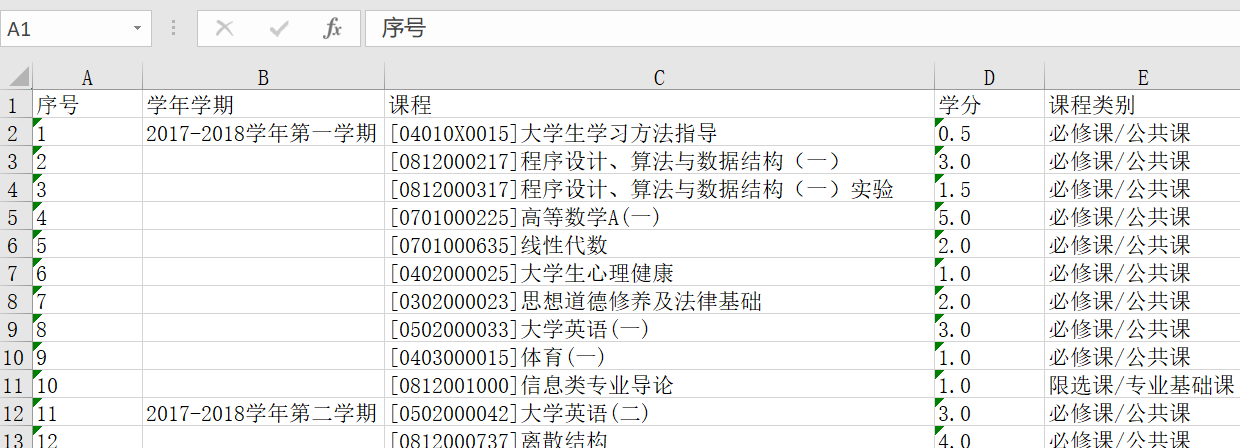 A1 fx 序号
A B C D E
1 序号 学年学期 课程 学分 课程类别
2 1 2017-2018学年第一学期 [04010X0015]大学生学习方法指导 0.5 必修课/公共课
3 2 [0812000217]程序设计、算法与数据结构（一） 3.0 必修课/公共课
4 3 [0812000317]程序设计、算法与数据结构（一）实验 1.5 必修课/公共课
5 4 [0701000225]高等数学A(一) 5.0 必修课/公共课
6 5 [0701000635]线性代数 2.0 必修课/公共课
7 6 [0402000025]大学生心理健康 1.0 必修课/公共课
8 7 [0302000023]思想道德修养及法律基础 2.0 必修课/公共课
9 8 [0502000033]大学英语(一) 3.0 必修课/公共课
10 9 [0403000015]体育(一) 1.0 必修课/公共课
11 10 [0812001000]信息类专业导论 1.0 限选课/专业基础课
12 11 2017-2018学年第二学期 [0502000042]大学英语(二) 3.0 必修课/公共课
13 12 [0812000737]离散结构 4.0 必修课/公共课